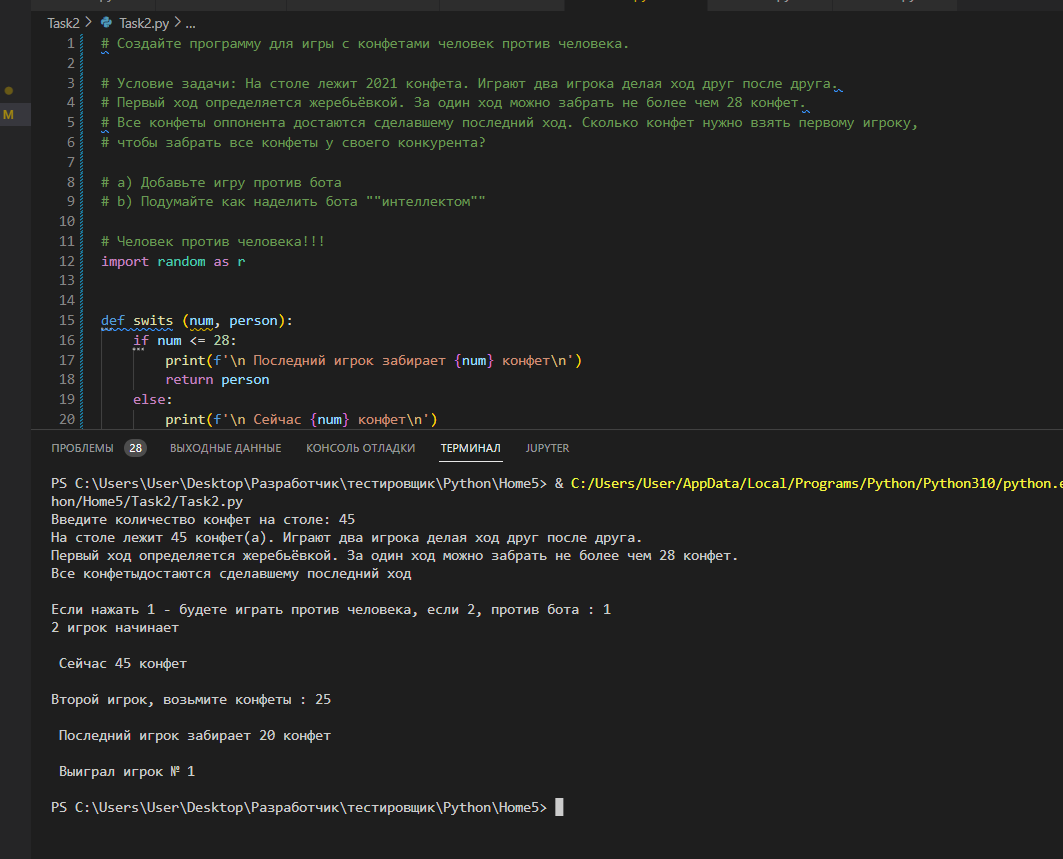 Task2 > Task2.py > ...
1 # Создайте программу для игры с конфетами человек против человека.
2
3 # Условие задачи: На столе лежит 2021 конфета. Играют два игрока делая ход друг после друга.
4 # Первый ход определяется жеребьёвкой. За один ход можно забрать не более чем 28 конфет.
M
5 # Все конфеты оппонента достаются сделавшему последний ход. Сколько конфет нужно взять первому игроку,
6 # чтобы забрать все конфеты у своего конкурента?
7
8 # a) Добавьте игру против бота
9 # b) Подумайте как наделить бота ""интеллектом""
10
11 # Человек против человека!!!
12 import random as r
13
14
15 def swits (num, person):
16 if num <= 28:
17 print(f'\n Последний игрок забирает {num} конфет\n')
18 return person
19 else:
20 print(f'\n Сейчас {num} конфет\n')
ПРОБЛЕМЫ 28 ВЫХОДНЫЕ ДАННЫЕ КОНСОЛЬ ОТЛАДКИ ТЕРМИНАЛ JUPYTER
PS C:\Users\User\Desktop\Разработчик\тестировщик\Python\Home5> & C:/Users/User/AppData/Local/Programs/Python/Python310/python.e
hon/Home5/Task2/Task2.py
Введите количество конфет на столе: 45
На столе лежит 45 конфет(а). Играют два игрока делая ход друг после друга.
Первый ход определяется жеребьёвкой. За один ход можно забрать не более чем 28 конфет.
Все конфетыдостаются сделавшему последний ход
Если нажать 1 - будете играть против человека, если 2, против бота : 1
2 игрок начинает
Сейчас 45 конфет
Второй игрок, возьмите конфеты : 25
Последний игрок забирает 20 конфет
Выиграл игрок № 1
PS C:\Users\User\Desktop\Разработчик\тестировщик\Python\Home5>